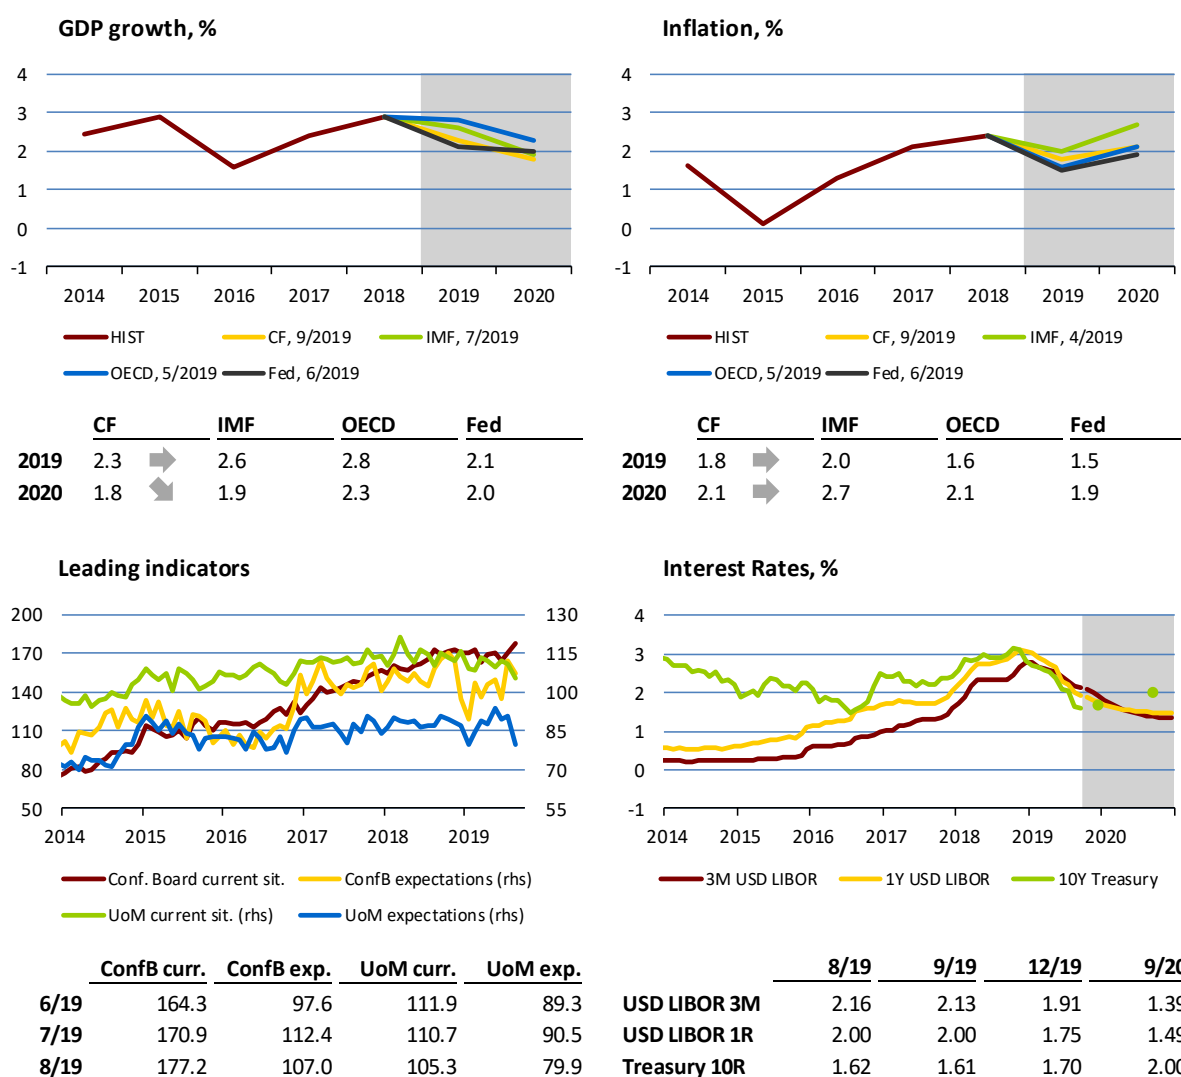 GDP growth, %
4
3
2
1
0
-1
2014 2015 2016 2017 2018 2019 2020
HIST CF, 9/2019 IMF, 7/2019
OECD, 5/2019 Fed, 6/2019
CF IMF OECD Fed
2019 2.3 2.6 2.8 2.1
2020 1.8 1.9 2.3 2.0
Inflation, %
4
3
2
1
0
-1
2014 2015 2016 2017 2018 2019 2020
HIST CF, 9/2019 IMF, 4/2019
OECD, 5/2019 Fed, 6/2019
CF IMF OECD Fed
2019 1.8 2.0 1.6 1.5
2020 2.1 2.7 2.1 1.9
Leading indicators
200 130
170 115
140 100
110 85
80 70
50 55
2014 2015 2016 2017 2018 2019
Conf. Board current sit. ConfB expectations (rhs)
UoM current sit. (rhs) UoM expectations (rhs)
ConfB curr. ConfB exp. UoM curr. UoM exp.
6/19 164.3 97.6 111.9 89.3
7/19 170.9 112.4 110.7 90.5
8/19 177.2 107.0 105.3 79.9
Interest Rates, %
4
3
2
1
0
-1
2014 2015 2016 2017 2018 2019 2020
3M USD LIBOR 1Y USD LIBOR 10Y Treasury
8/19 9/19 12/19 9/20
USD LIBOR 3M 2.16 2.13 1.91 1.39
USD LIBOR 1R 2.00 2.00 1.75 1.49
Treasury 10R 1.62 1.61 1.70 2.00